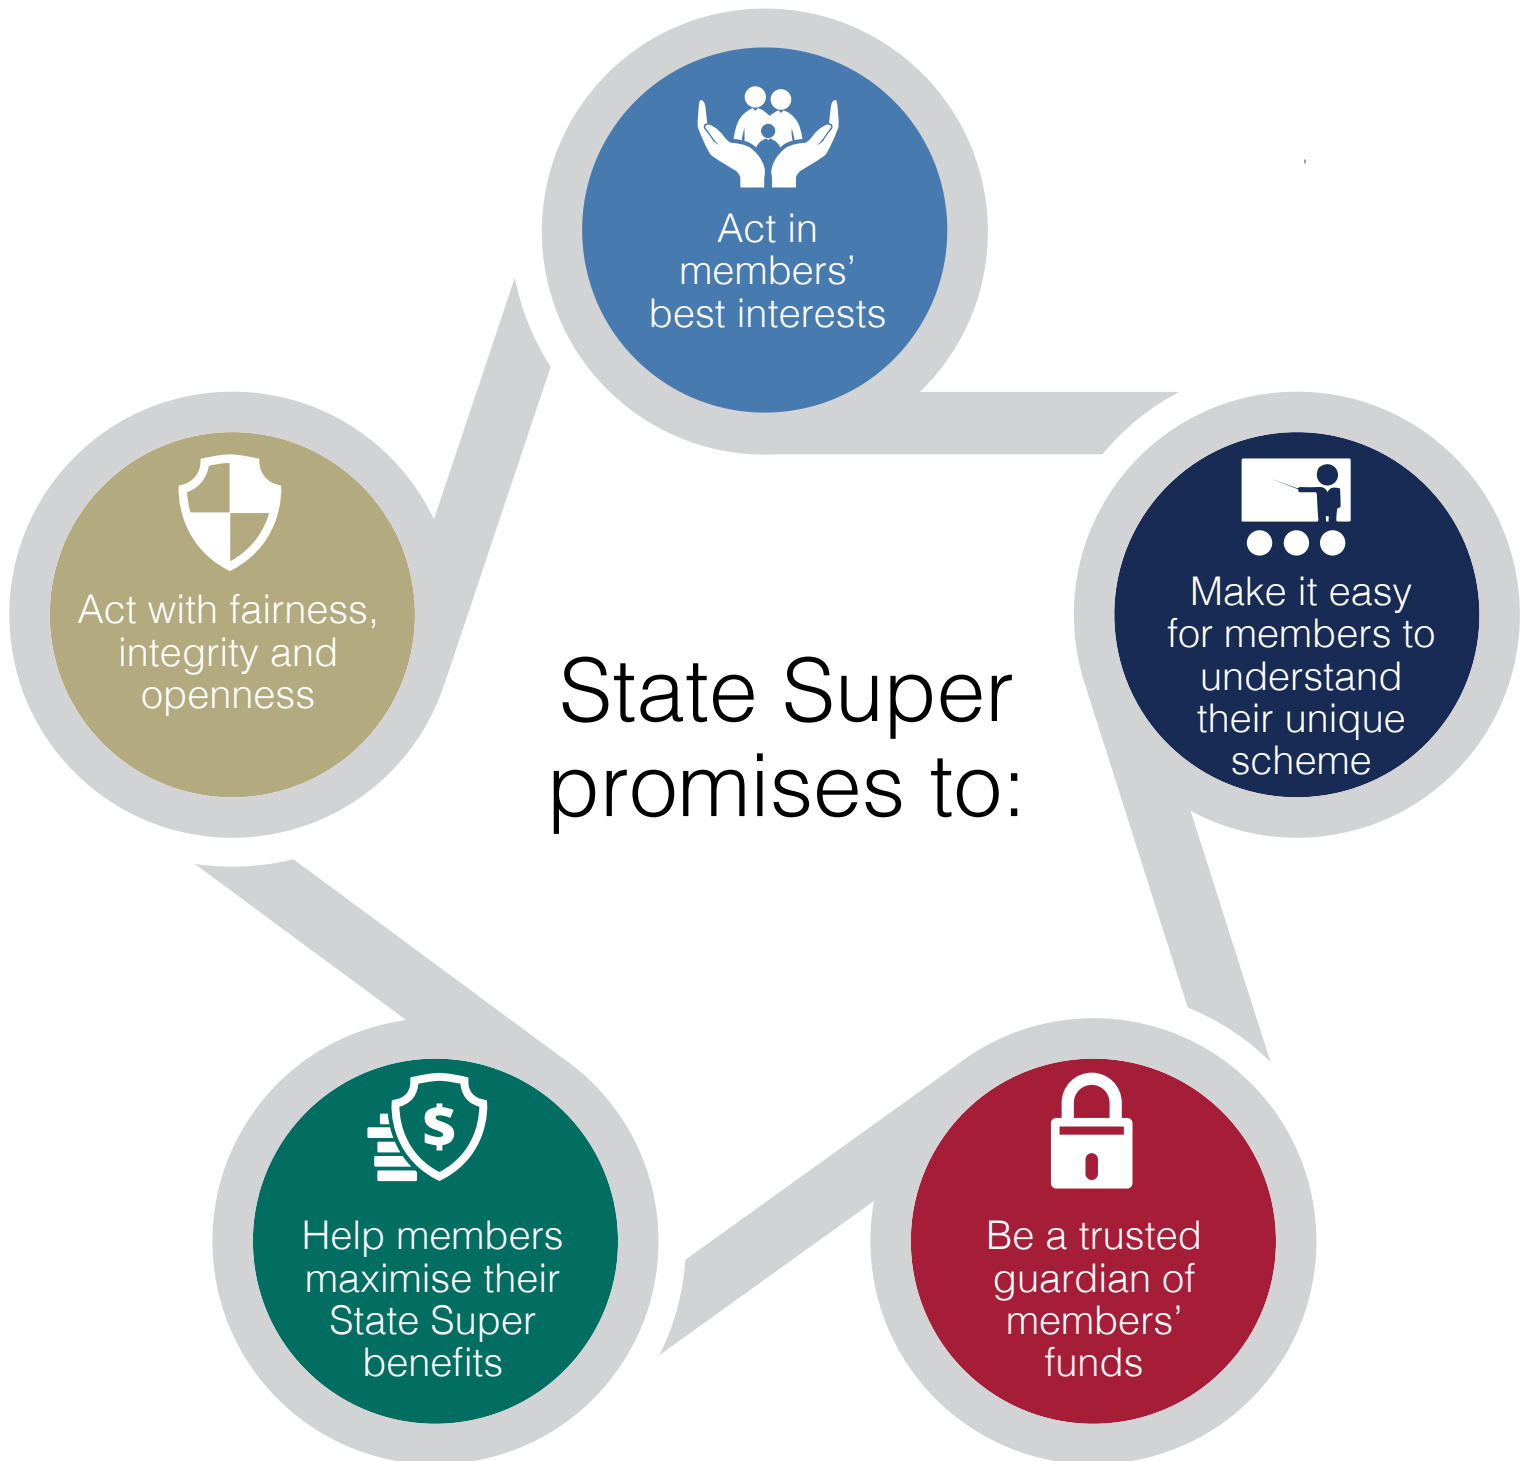 Act in
members’
best interests
Make it easy
for members to
understand
their unique
scheme
Act with fairness,
integrity and
openness
State Super
promises to:
$
Help members
maximise their
State Super
benefits
Be a trusted
guardian of
members’
funds